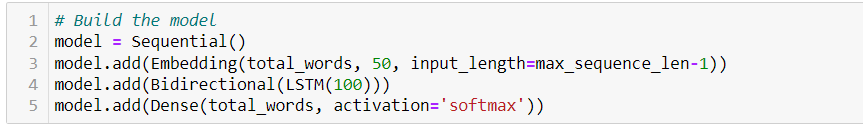 1 # Build the model
2 model = Sequential()
3 model.add(Embedding(total_words, 50, input_length=max_sequence_len-1))
4 model.add(Bidirectional(LSTM(100)))
5 model.add(Dense(total_words, activation='softmax'))